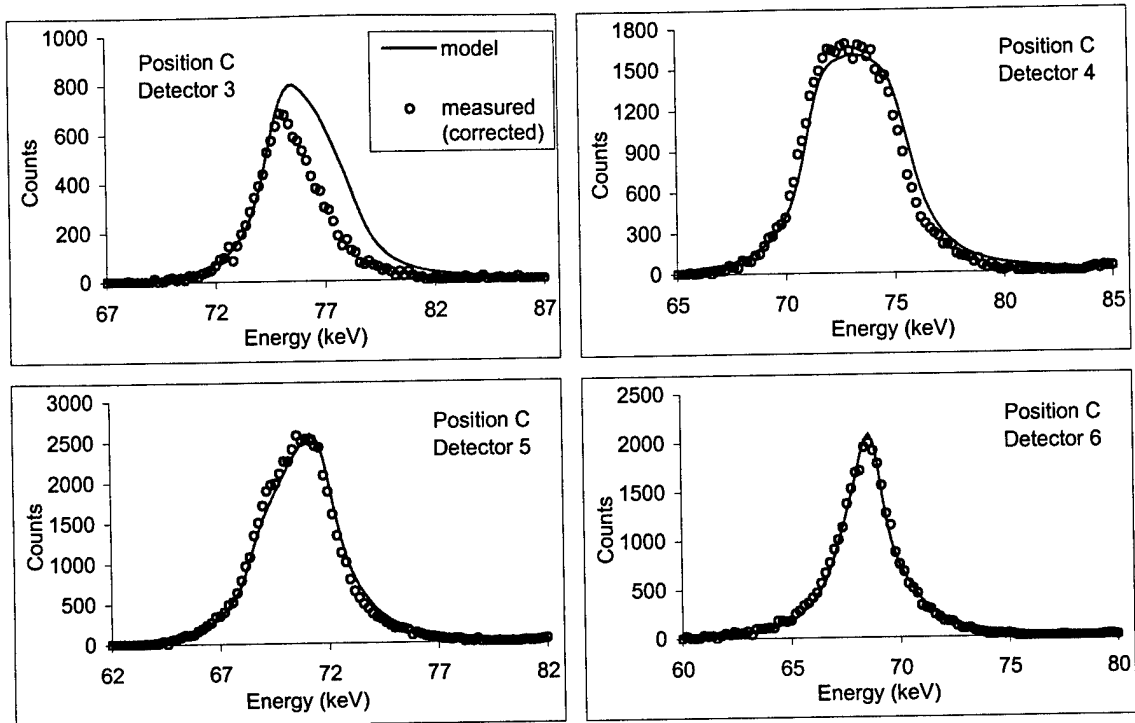 Position C
Detector 3
model
measured
(corrected)
1000
800
600
400
200
0
Counts
67 72 77 82 87
Energy (keV)
Position C
Detector 4
1800
1500
1200
900
600
300
0
Counts
65 70 75 80 85
Energy (keV)
Position C
Detector 5
3000
2500
2000
1500
1000
500
0
Counts
62 67 72 77 82
Energy (keV)
Position C
Detector 6
2500
2000
1500
1000
500
0
Counts
60 65 70 75 80
Energy (keV)